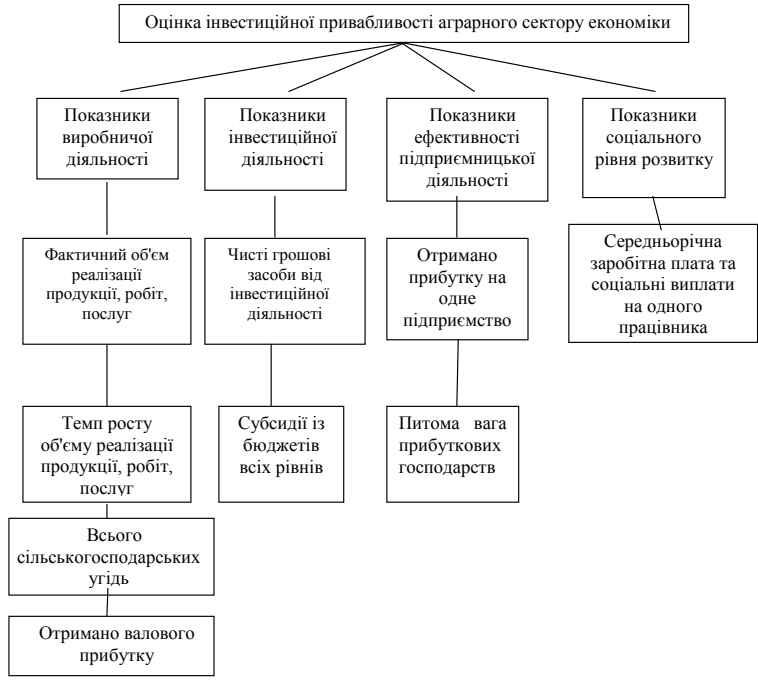 Оцінка інвестиційної привабливості аграрного сектору економіки
Показники
виробничої
діяльності
Показники
інвестиційної
діяльності
Показники
ефективності
підприємницької
діяльності
Показники
соціального
рівня розвитку
Фактичний об'єм
реалізації
продукції, робіт,
послуг
Чисті грошові
засоби від
інвестиційної
діяльності
Отримано
прибутку на
одне
підприємство
Середньорічна
заробітна плата та
соціальні виплати
на одного
працівника
Темп росту
об'єму реалізації
продукції, робіт,
послуг
Субсидії із
бюджетів
всіх рівнів
Питома вага
прибуткових
господарств
Всього
сільськогосподарських
угідь
Отримано валового
прибутку